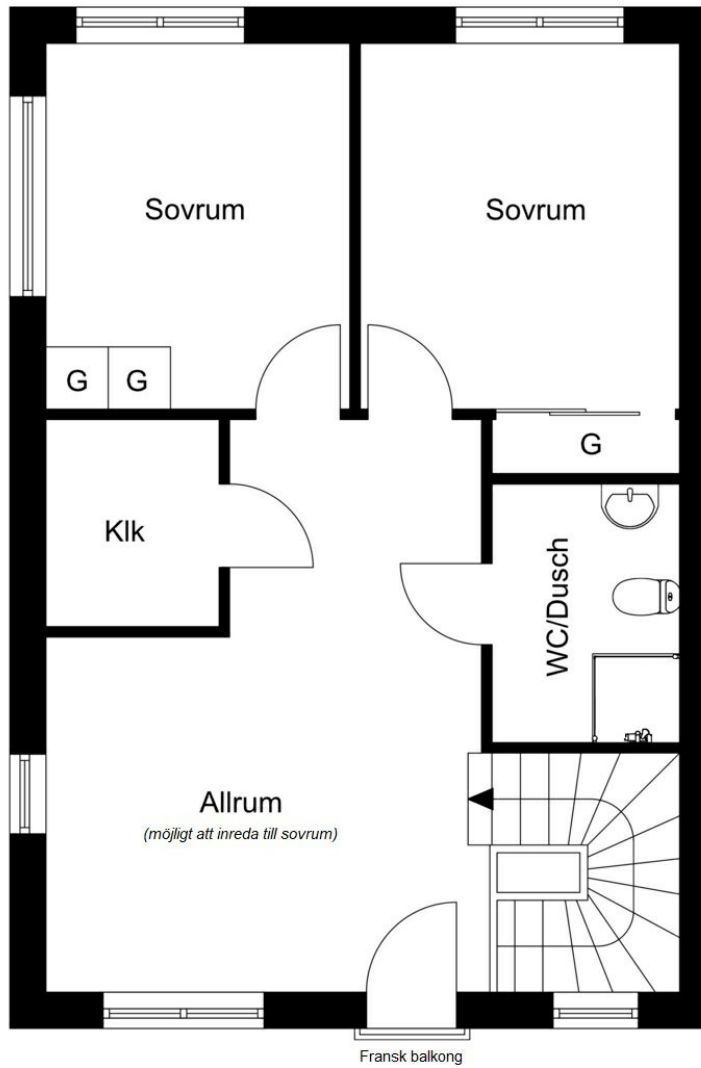 Sovrum
Sovrum
G
G
G
Klk
WC/Dusch
Allrum
(möjligt att inreda till sovrum)
Fransk balkong